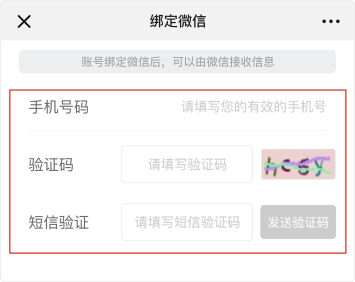 绑定微信
账号绑定微信后，可以由微信接收信息
手机号码 请填写您的有效的手机号
验证码 请填写验证码
短信验证 请填写短信验证码 发送验证码